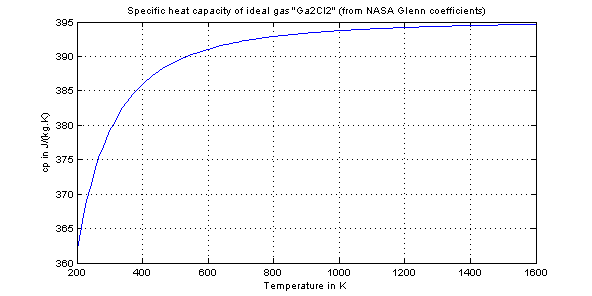 Specific heat capacity of ideal gas "Ga2Cl2" (from NASA Glenn coefficients)
395
390
385
380
375
370
365
360
cp in J/(kg.K)
200 400 600 800 1000 1200 1400 1600
Temperature in K